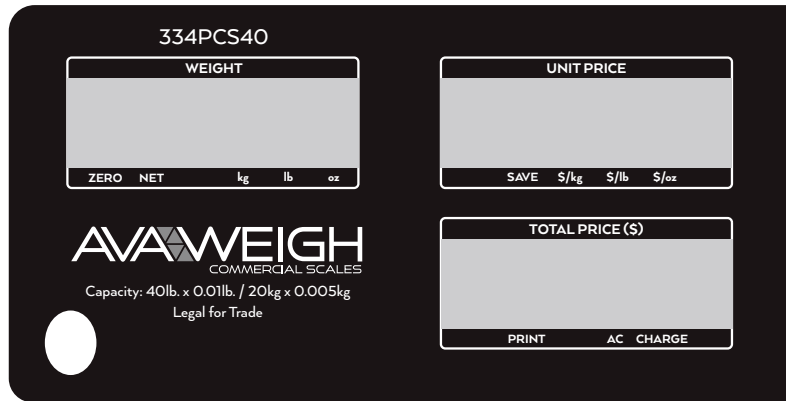 334PCS40
WEIGHT
ZERO NET kg lb oz
UNIT PRICE
SAVE $/kg $/lb $/oz
AVAWEIGH
COMMERCIAL SCALES
Capacity: 40lb. x 0.01lb. / 20kg x 0.005kg
Legal for Trade
TOTAL PRICE ($)
PRINT AC CHARGE